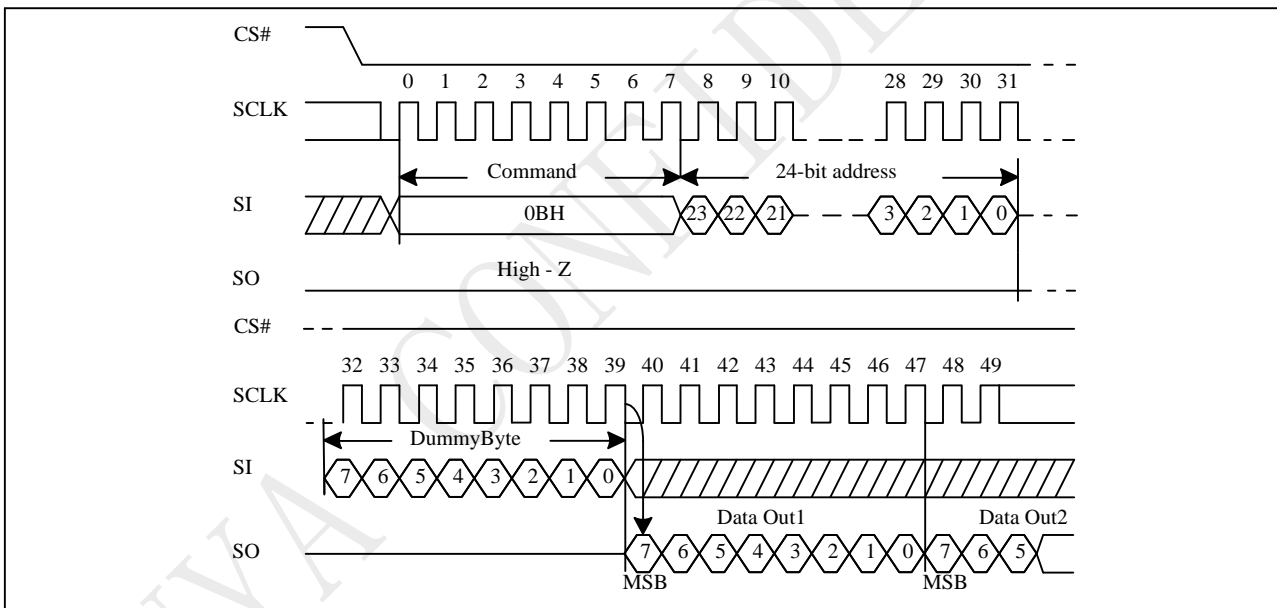 CS#
0 1 2 3 4 5 6 7 8 9 10 28 29 30 31
SCLK
Command 24-bit address
SI 0BH 23 22 21 3 2 1 0
High - Z
SO
CS#
32 33 34 35 36 37 38 39 40 41 42 43 44 45 46 47 48 49
SCLK
DummyByte
SI 7 6 5 4 3 2 1 0
Data Out1 Data Out2
SO 7 6 5 4 3 2 1 0 7 6 5
MSB MSB